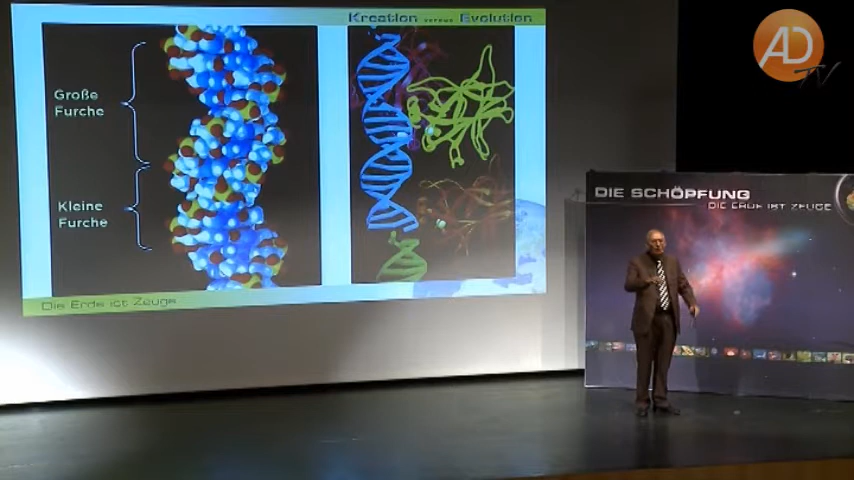 Kreation versus Evolution
Große
Furche
Kleine
Furche
Die Erde ist Zeuge
AD
TV
DIE SCHÖPFUNG
DIE ERDE IST ZEUGE